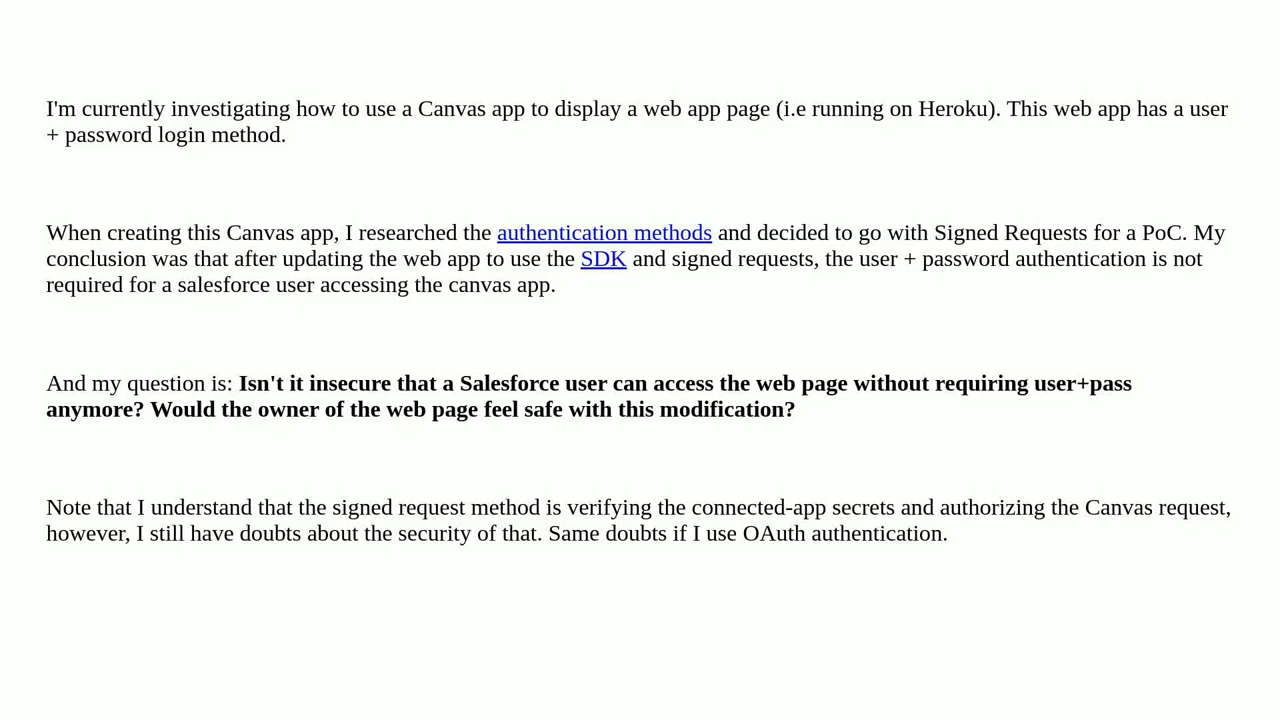 I'm currently investigating how to use a Canvas app to display a web app page (i.e running on Heroku). This web app has a user
+ password login method.
When creating this Canvas app, I researched the authentication methods and decided to go with Signed Requests for a PoC. My
conclusion was that after updating the web app to use the SDK and signed requests, the user + password authentication is not
required for a salesforce user accessing the canvas app.
And my question is: Isn't it insecure that a Salesforce user can access the web page without requiring user+pass
anymore? Would the owner of the web page feel safe with this modification?
Note that I understand that the signed request method is verifying the connected-app secrets and authorizing the Canvas request,
however, I still have doubts about the security of that. Same doubts if I use OAuth authentication.